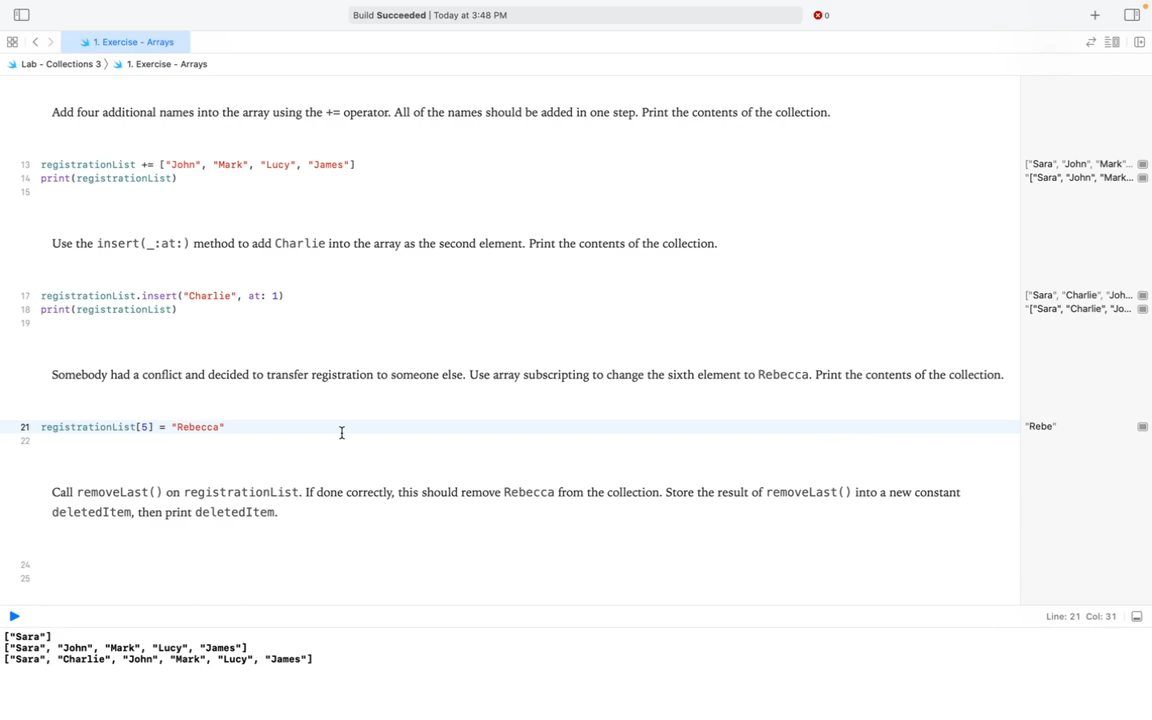 Build Succeeded | Today at 3:48 PM
0
1. Exercise - Arrays
Lab - Collections 3 〉 1. Exercise - Arrays
Add four additional names into the array using the += operator. All of the names should be added in one step. Print the contents of the collection.
13 registrationList += ["John", "Mark", "Lucy", "James"]
["Sara", "John", "Mark"...
14 print(registrationList)
"["Sara", "John", "Mark...
15
Use the insert(_:at:) method to add Charlie into the array as the second element. Print the contents of the collection.
17 registrationList.insert("Charlie", at: 1)
["Sara", "Charlie", "Joh...
18 print(registrationList)
"["Sara", "Charlie", "Jo...
19
Somebody had a conflict and decided to transfer registration to someone else. Use array subscripting to change the sixth element to Rebecca. Print the contents of the collection.
21 registrationList[5] = "Rebecca"
"Rebe"
22
Call removeLast() on registrationList. If done correctly, this should remove Rebecca from the collection. Store the result of removeLast() into a new constant
deletedItem, then print deletedItem.
24
25
Line: 21 Col: 31
["Sara"]
["Sara", "John", "Mark", "Lucy", "James"]
["Sara", "Charlie", "John", "Mark", "Lucy", "James"]